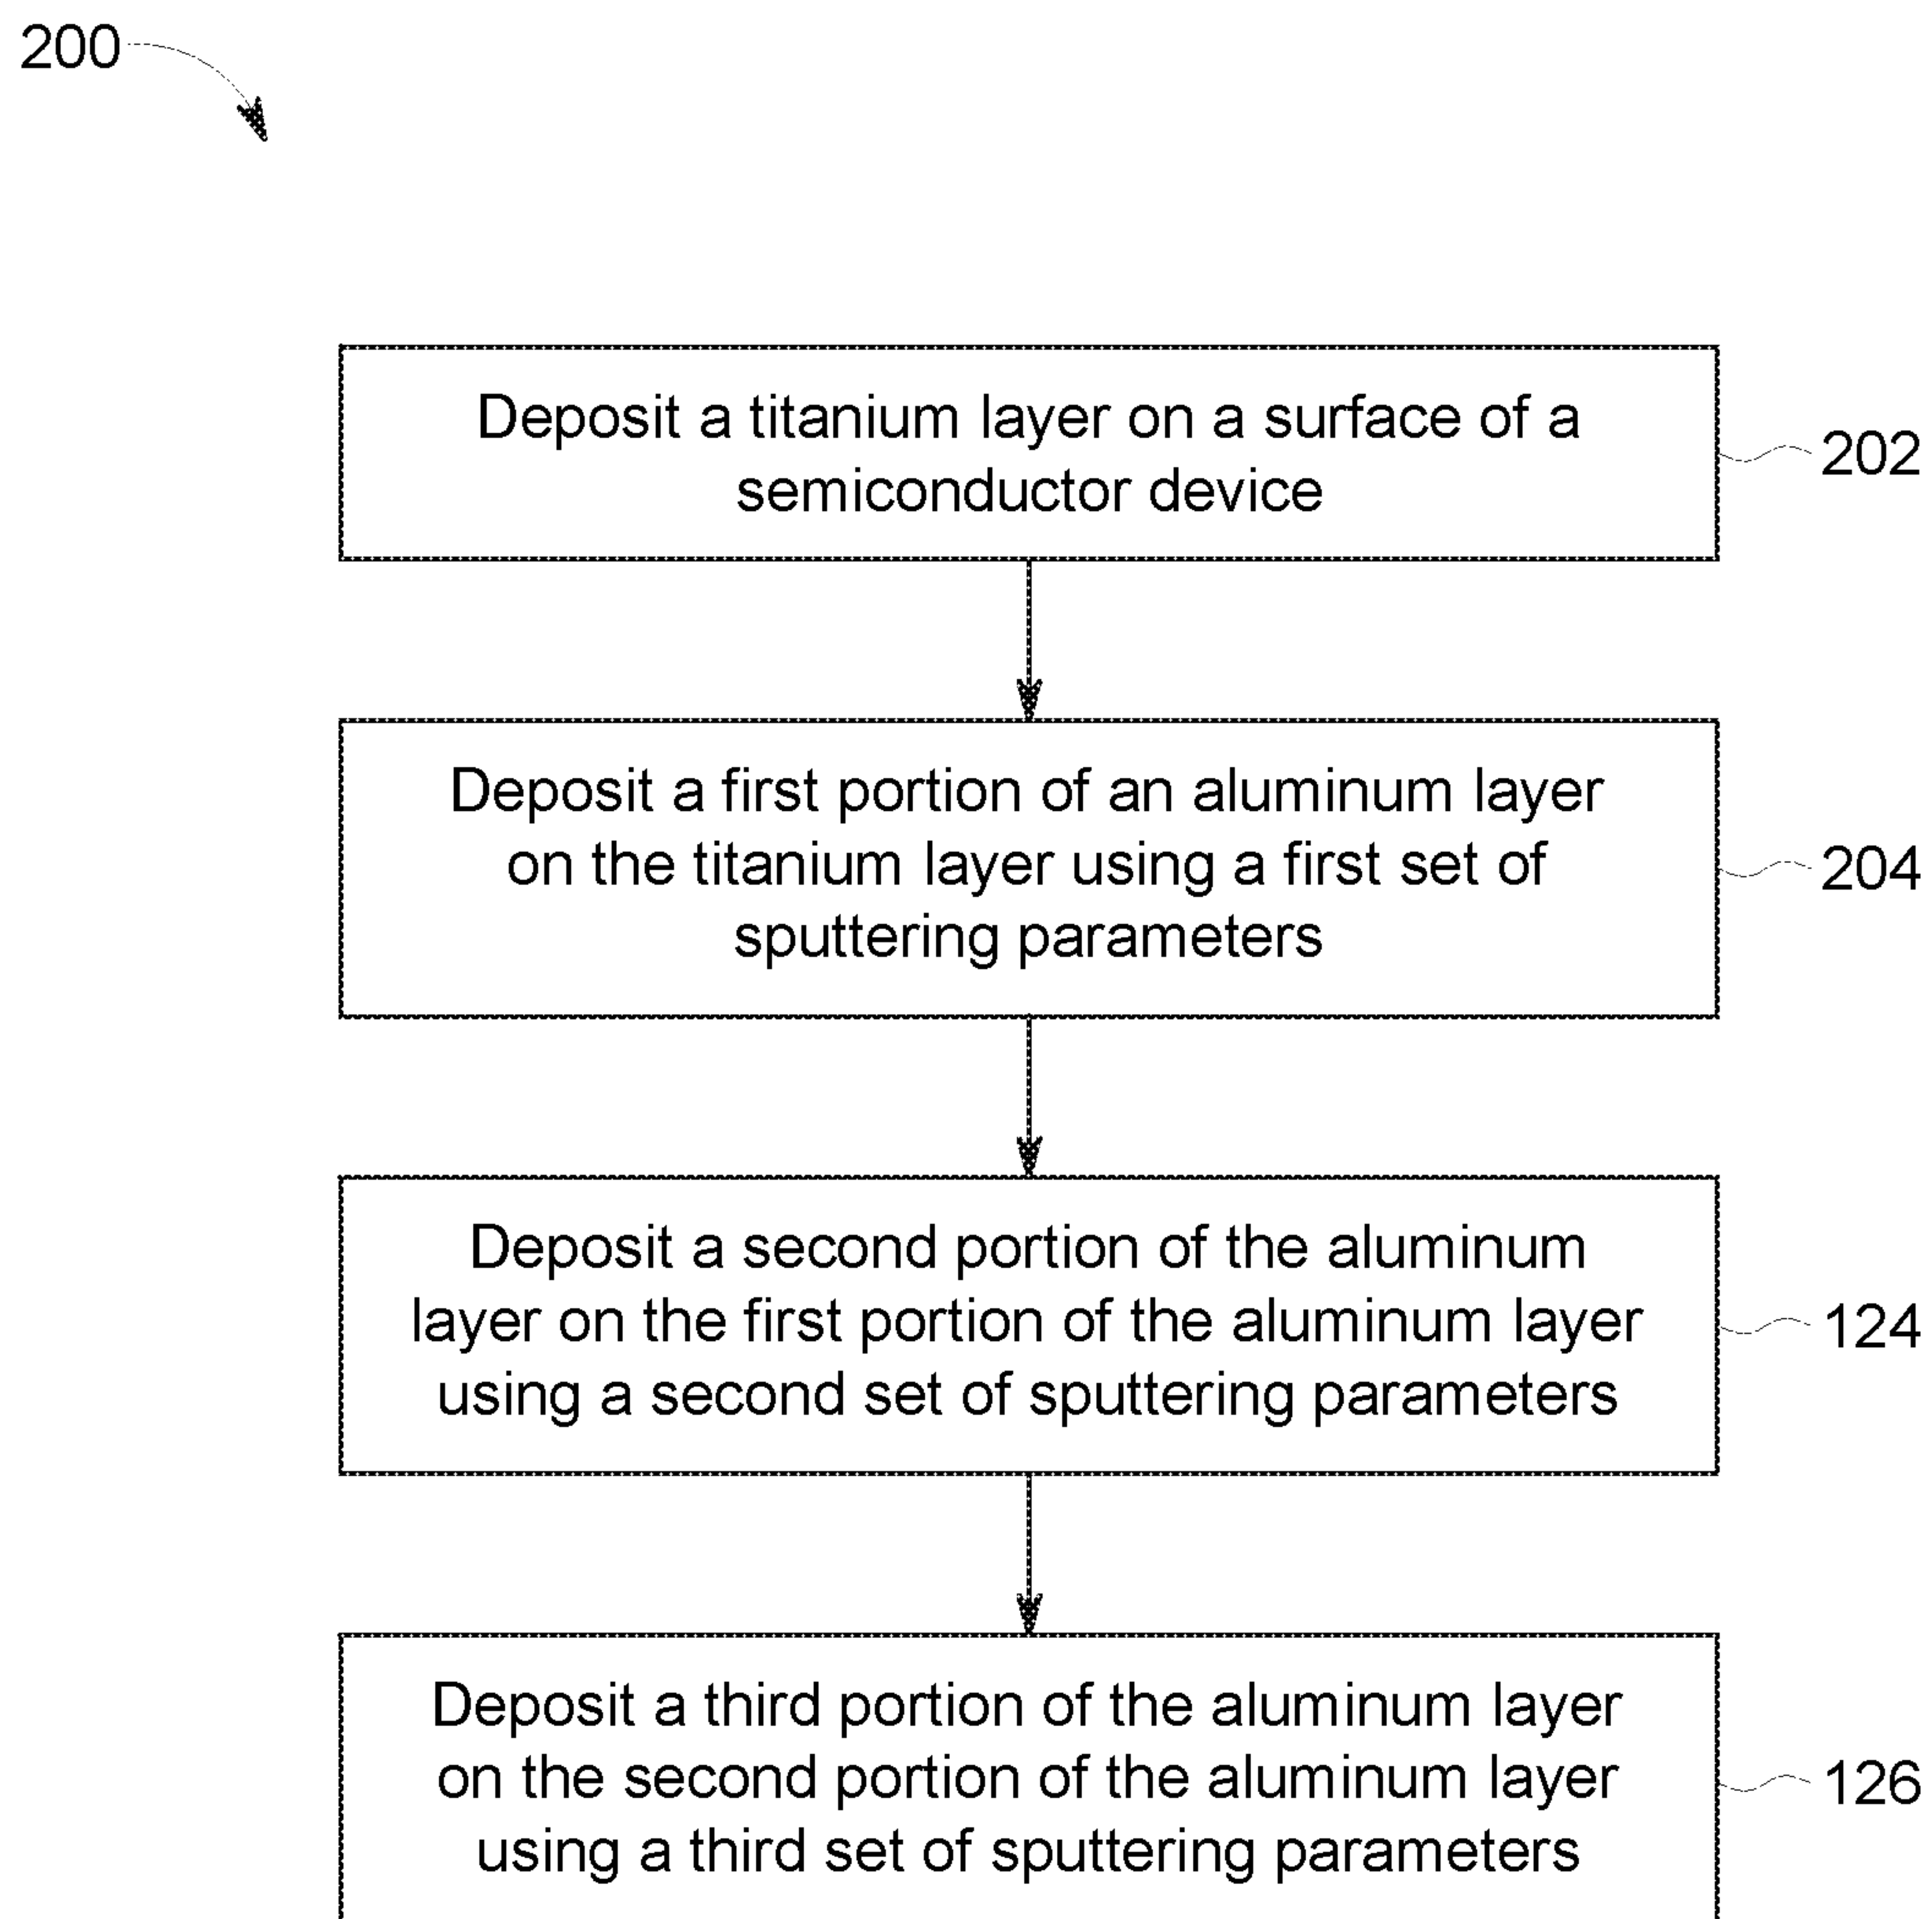 200
Deposit a titanium layer on a surface of a
semiconductor device
202
Deposit a first portion of an aluminum layer
on the titanium layer using a first set of
sputtering parameters
204
Deposit a second portion of the aluminum
layer on the first portion of the aluminum layer
using a second set of sputtering parameters
124
Deposit a third portion of the aluminum layer
on the second portion of the aluminum layer
using a third set of sputtering parameters
126